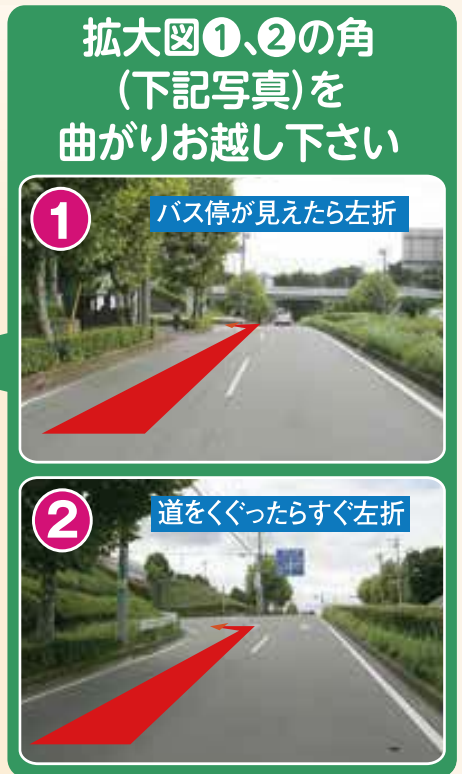 拡大図❶、❷の角
(下記写真)を
曲がりお越し下さい
1
バス停が見えたら左折
2
道をくぐったらすぐ左折